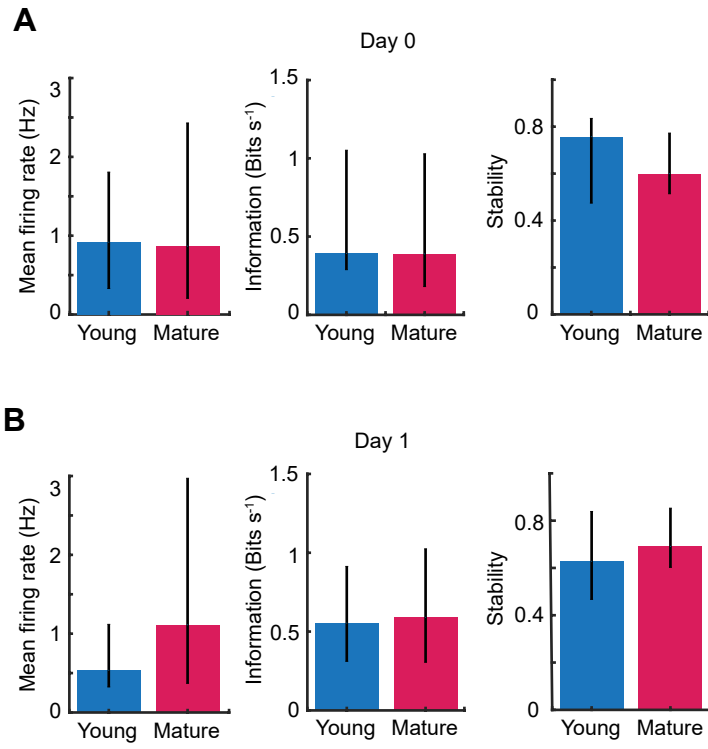 A
Day 0
Mean firing rate (Hz)
3
2
1
0
Young Mature
Information (Bits s⁻¹)
1.5
1
0.5
0
Young Mature
Stability
0.8
0.4
0
Young Mature
B
Day 1
Mean firing rate (Hz)
3
2
1
0
Young Mature
Information (Bits s⁻¹)
1.5
1
0.5
0
Young Mature
Stability
0.8
0.4
0
Young Mature